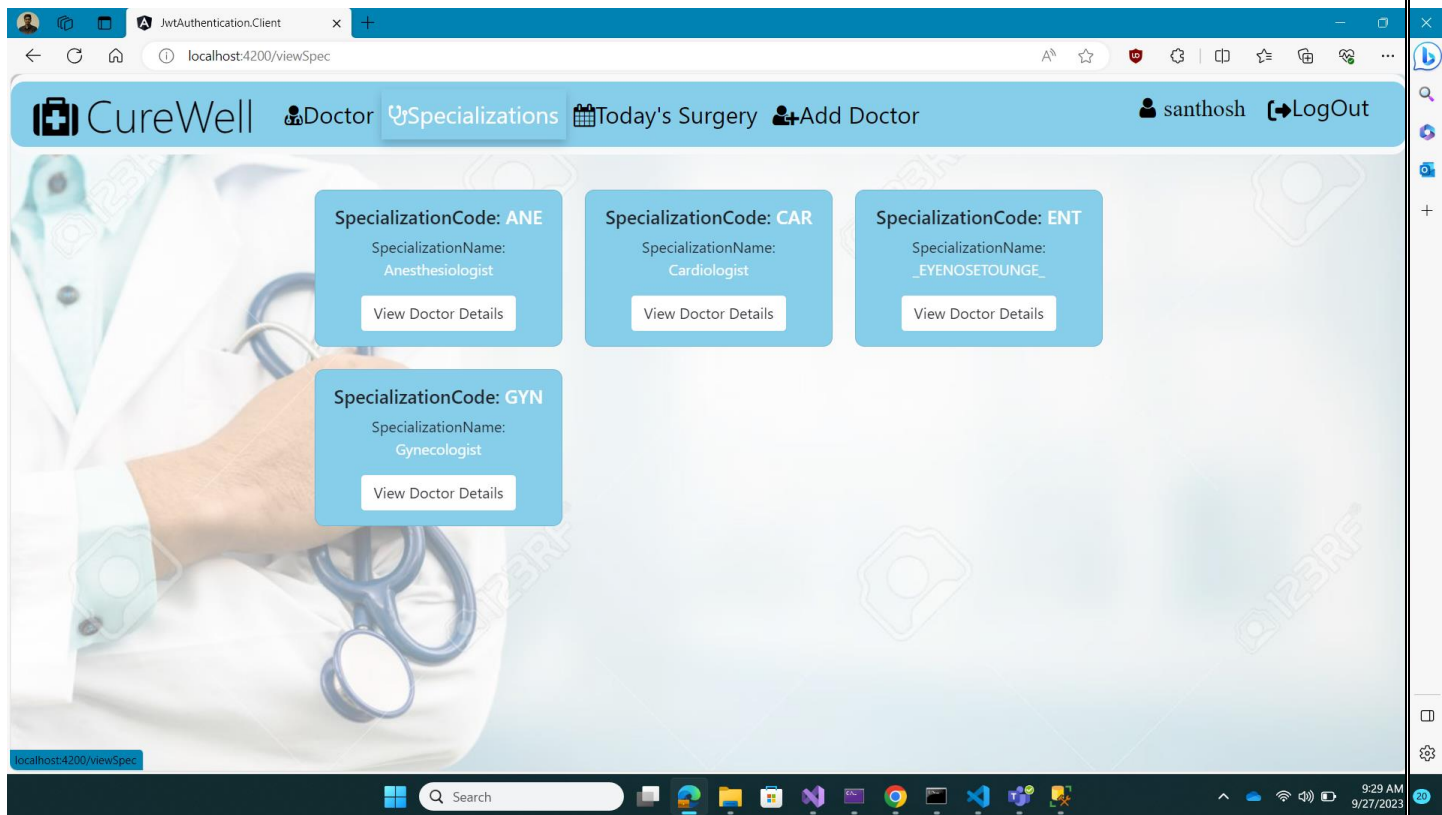 JwtAuthentication.Client
localhost:4200/viewSpec
CureWell Doctor Specializations Today's Surgery Add Doctor santhosh LogOut
SpecializationCode: ANE
SpecializationName:
Anesthesiologist
View Doctor Details
SpecializationCode: CAR
SpecializationName:
Cardiologist
View Doctor Details
SpecializationCode: ENT
SpecializationName:
_EYENOSETOUNGE_
View Doctor Details
SpecializationCode: GYN
SpecializationName:
Gynecologist
View Doctor Details
123RF
123RF
localhost:4200/viewSpec
Search
9:29 AM
9/27/2023
20